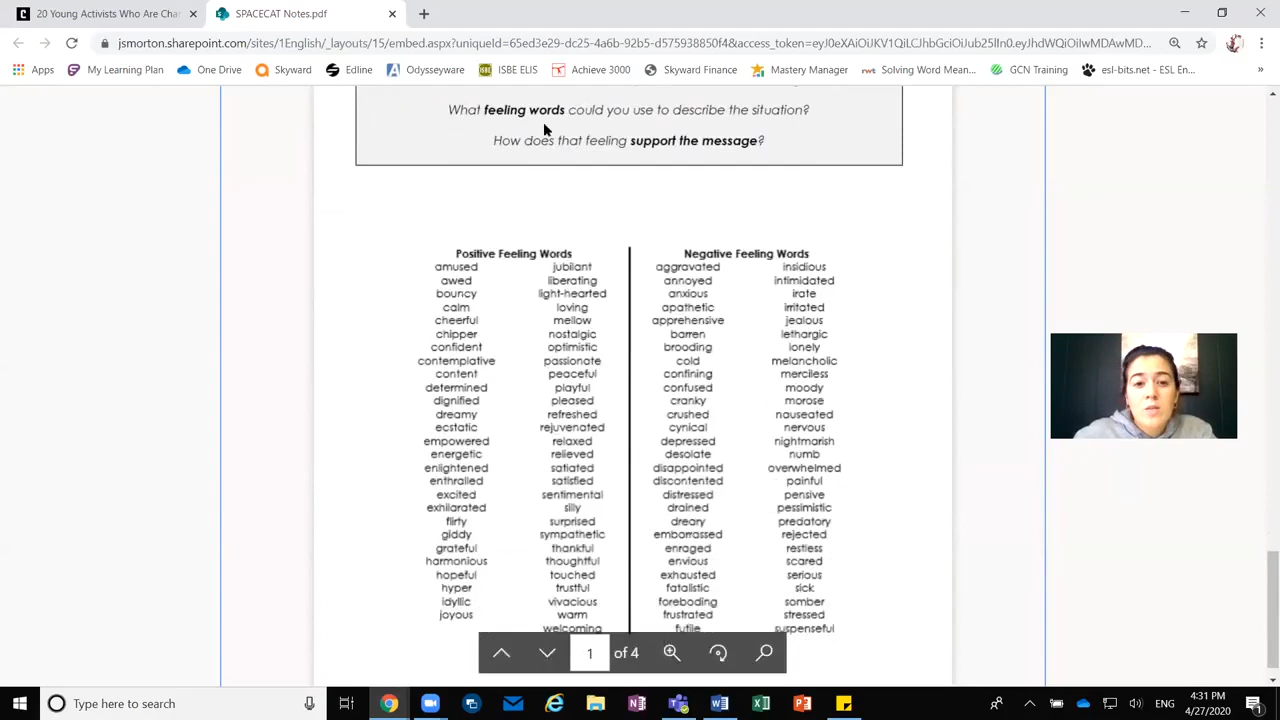 20 Young Activists Who Are Cha
SPACECAT Notes.pdf
jsmorton.sharepoint.com/sites/1English/_layouts/15/embed.aspx?uniqueId=65ed3e29-dc25-4a6b-92b5-d575938850f4&access_token=eyJ0eXAiOiJKV1QiLCJhbGciOiJub25lIn0.eyJhdWQiOiIwMDAwMD...
Apps
My Learning Plan
One Drive
Skyward
Edline
Odysseyware
ISBE ELIS
Achieve 3000
Skyward Finance
Mastery Manager
Solving Word Mean...
GCN Training
esl-bits.net - ESL En...
What feeling words could you use to describe the situation?
How does that feeling support the message?
Positive Feeling Words
amused jubilant
awed liberating
bouncy light-hearted
calm loving
cheerful mellow
chipper nostalgic
confident optimistic
contemplative passionate
content peaceful
determined playful
dignified pleased
dreamy refreshed
ecstatic rejuvenated
empowered relaxed
energetic relieved
enlightened satiated
enthralled satisfied
excited sentimental
exhilarated silly
flirty surprised
giddy sympathetic
grateful thankful
harmonious thoughtful
hopeful touched
hyper trustful
idyllic vivacious
joyous warm
welcoming
Negative Feeling Words
aggravated insidious
annoyed intimidated
anxious irate
apathetic irritated
apprehensive jealous
barren lethargic
brooding lonely
cold melancholic
confining merciless
confused moody
cranky morose
crushed nauseated
cynical nervous
depressed nightmarish
desolate numb
disappointed overwhelmed
discontented painful
distressed pensive
drained pessimistic
dreary predatory
embarrassed rejected
enraged restless
envious scared
exhausted serious
fatalistic sick
foreboding somber
frustrated stressed
futile suspenseful
1 of 4
Type here to search
ENG
4:31 PM
4/27/2020